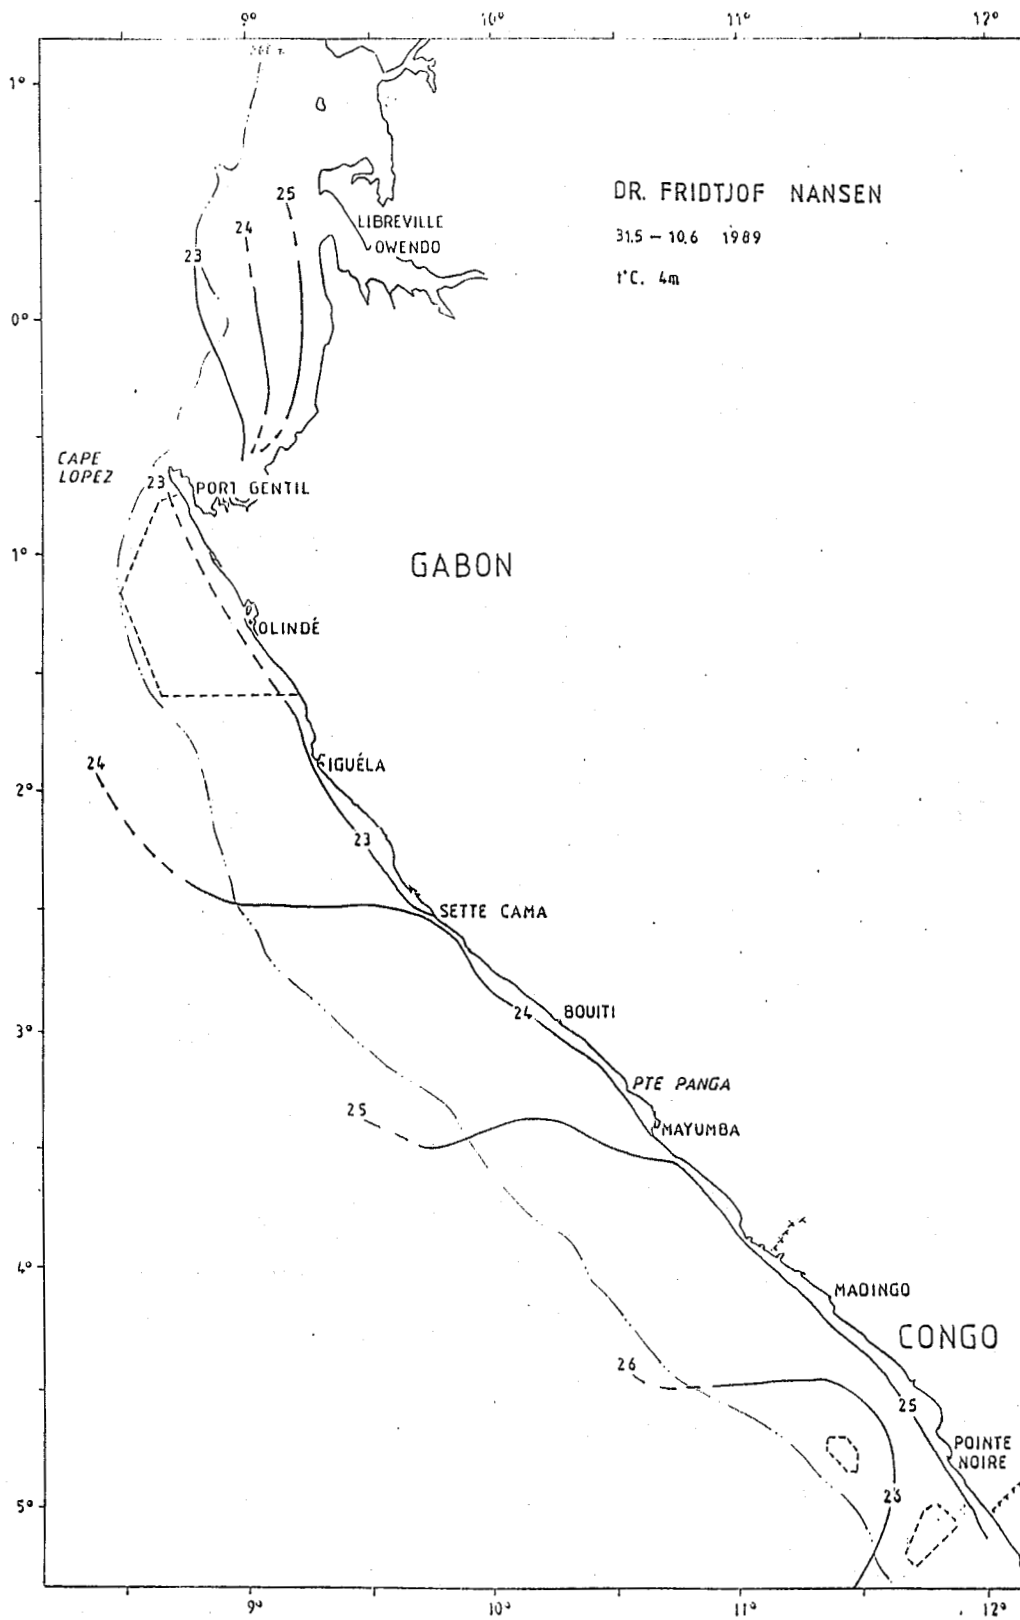 9°
10°
11°
12°
1°
25
DR. FRIDTJOF NANSEN
24
LIBREVILLE
OWENDO
31.5 – 10.6 1989
23
t°C. 4m
0°
CAPE
LOPEZ
23
PORT GENTIL
1°
GABON
OLINDÉ
24
IGUÉLA
2°
23
SETTE CAMA
24
BOUITI
3°
PTE PANGA
25
MAYUMBA
4°
MADINGO
CONGO
26
25
POINTE
NOIRE
5°
9°
10°
11°
12°